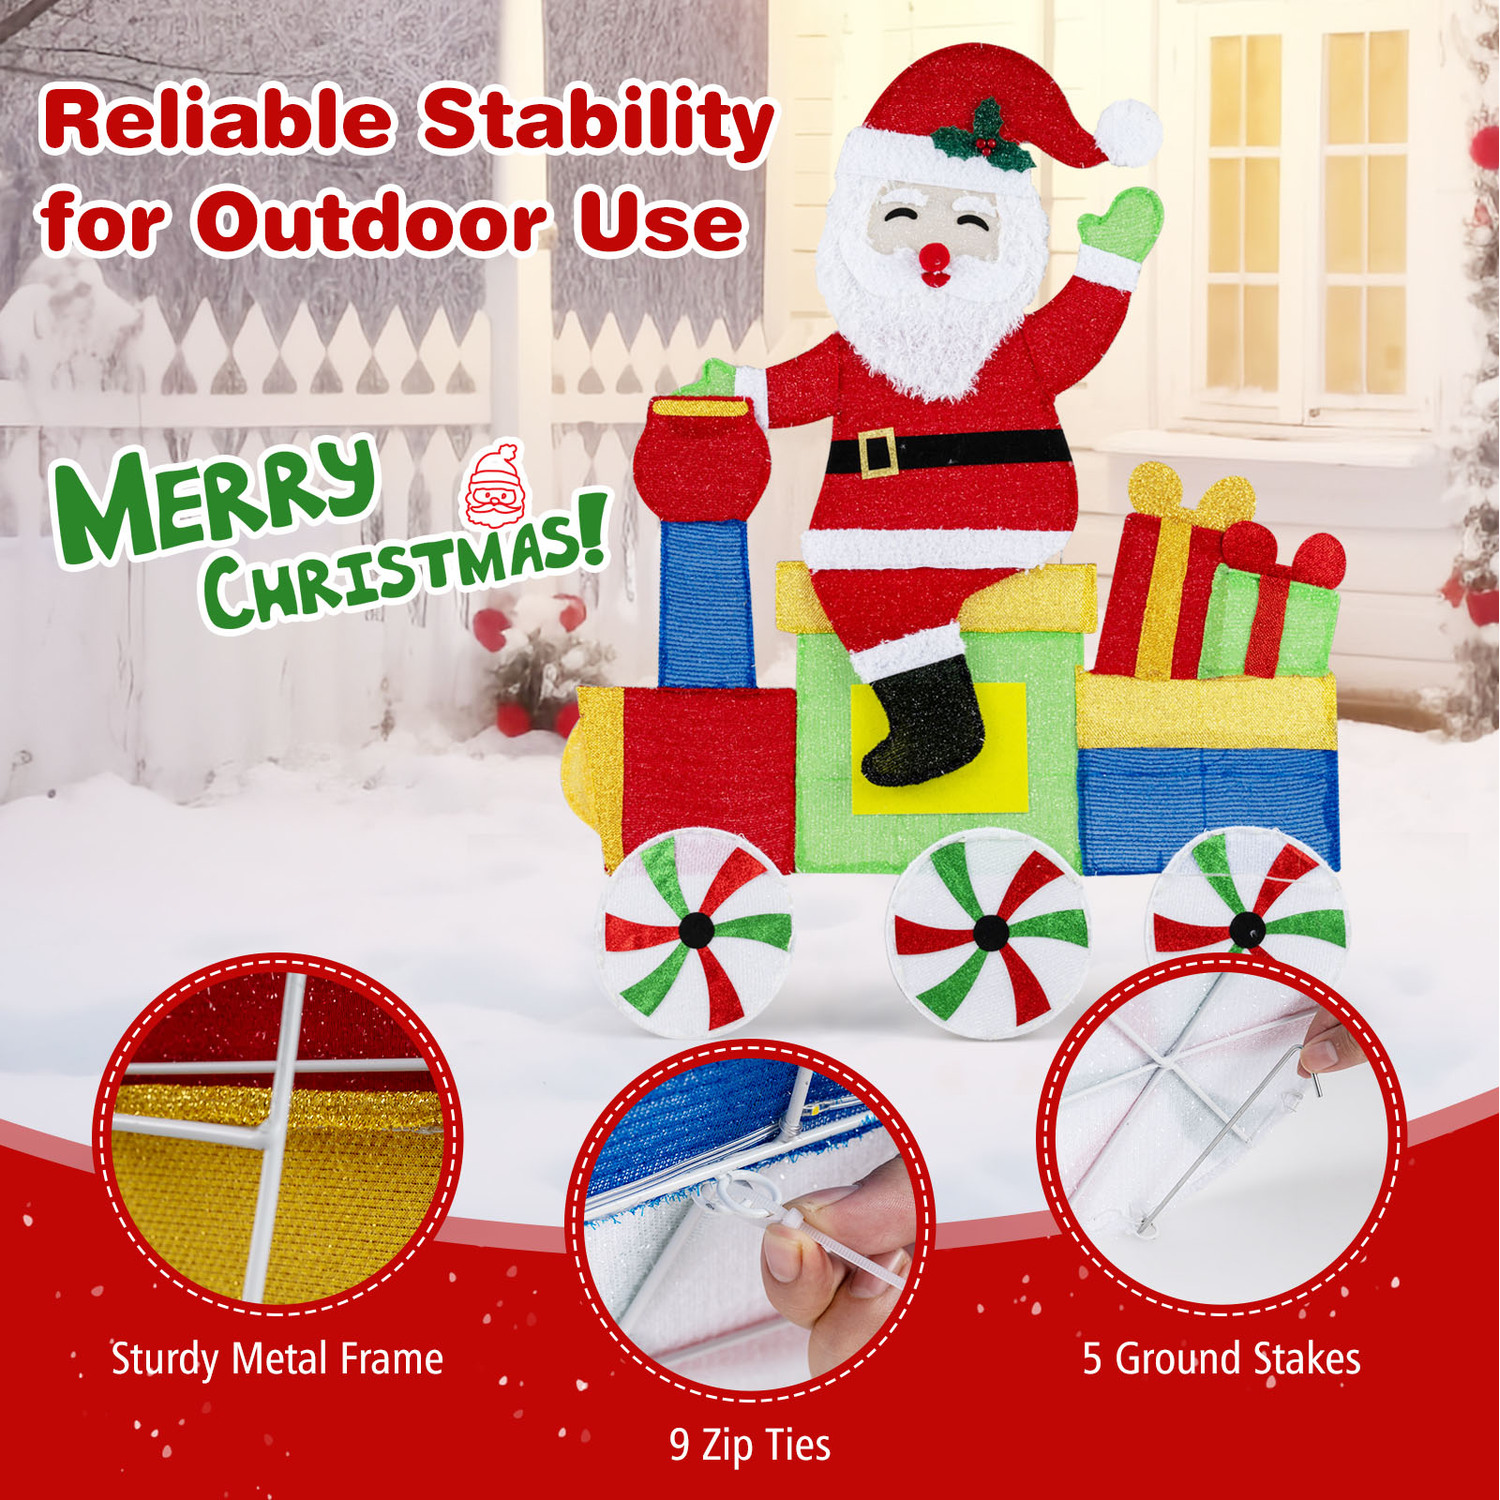 Reliable Stability
for Outdoor Use
MERRY
CHRISTMAS!
Sturdy Metal Frame
9 Zip Ties
5 Ground Stakes